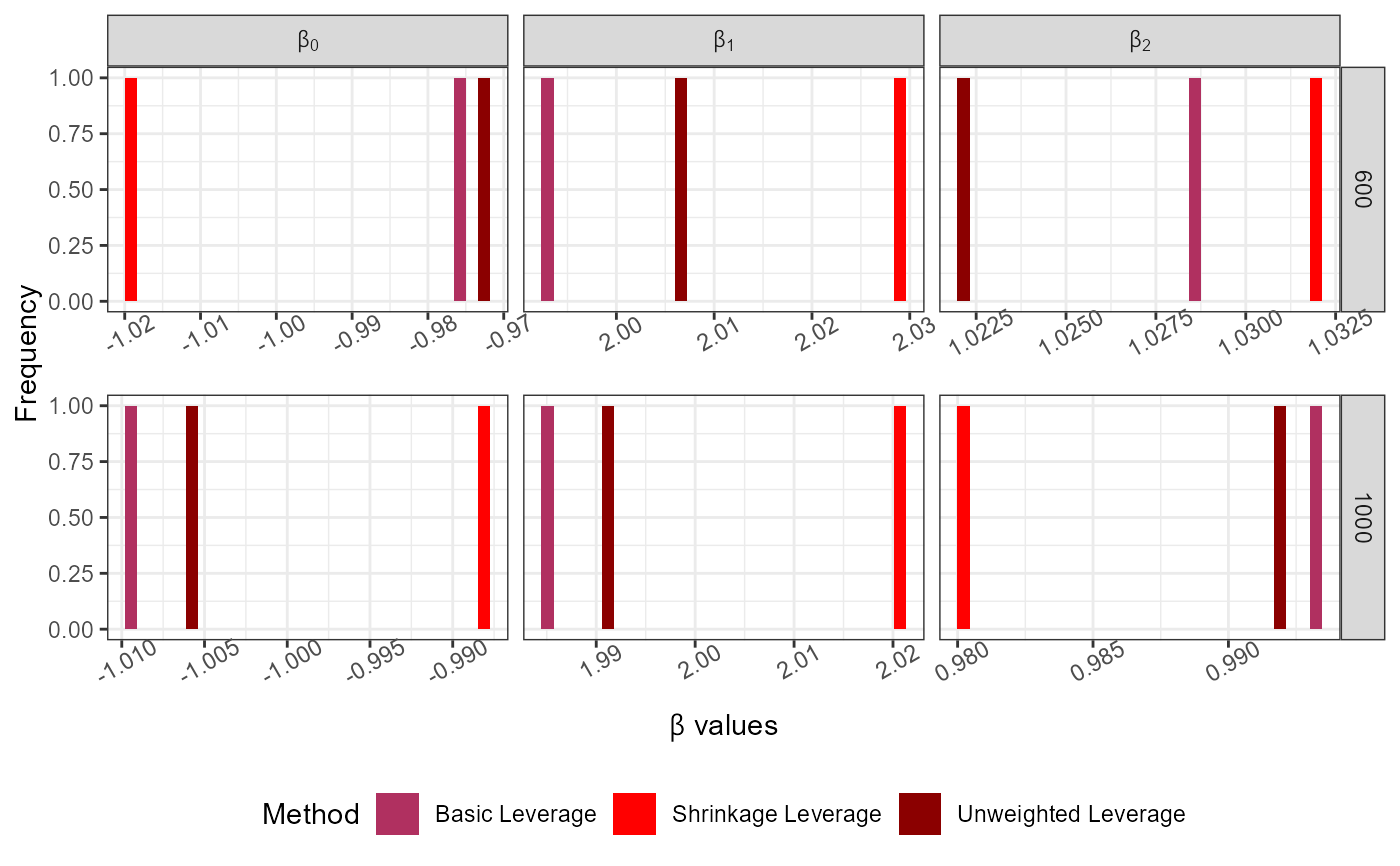 β₀ β₁ β₂
1.00
0.75
0.50
0.25
0.00
600
-1.02 -1.01 -1.00 -0.99 -0.98 -0.97 2.00 2.01 2.02 2.03 1.0225 1.0250 1.0275 1.0300 1.0325
Frequency
1.00
0.75
0.50
0.25
0.00
1000
-1.010 -1.005 -1.000 -0.995 -0.990 1.99 2.00 2.01 2.02 0.980 0.985 0.990
β values
Method Basic Leverage Shrinkage Leverage Unweighted Leverage